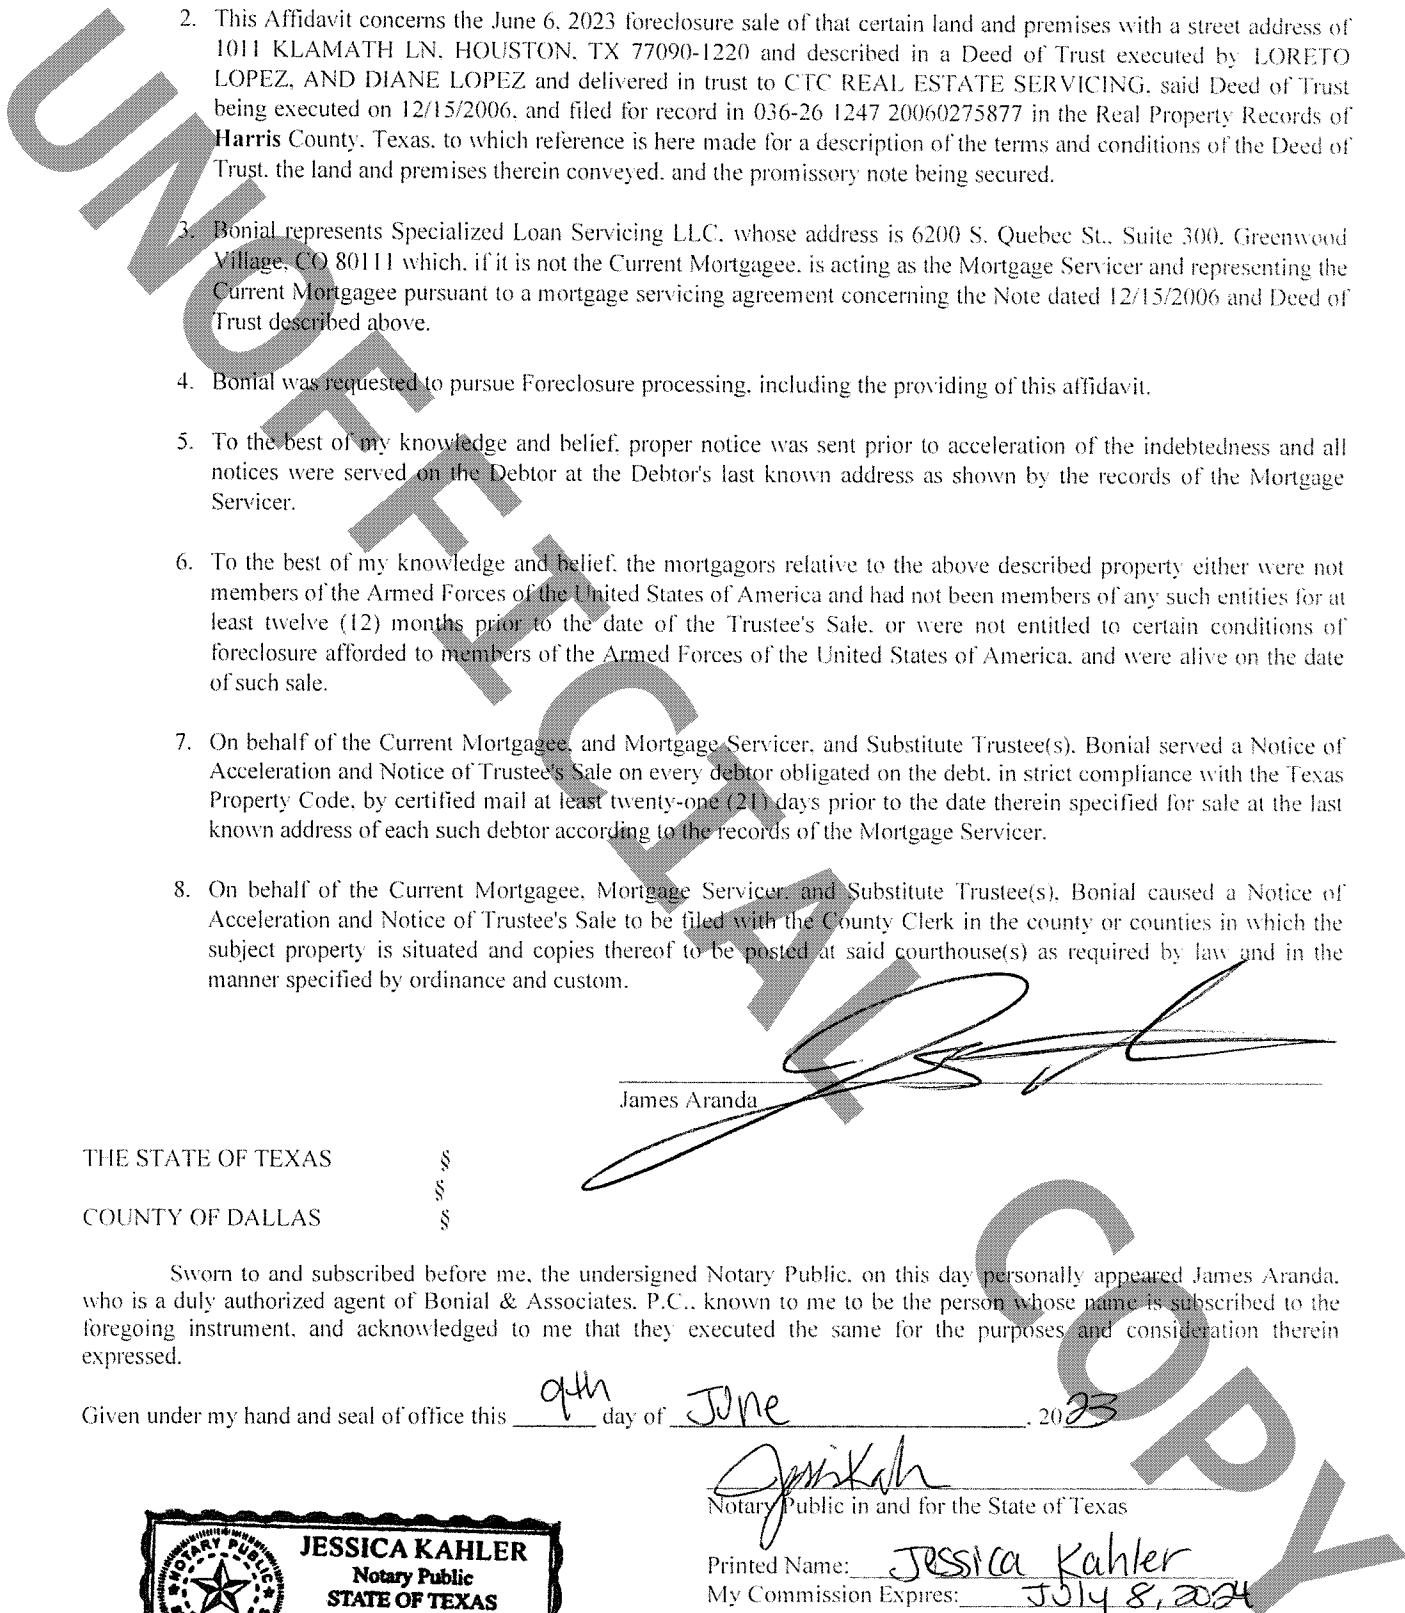 2. This Affidavit concerns the June 6, 2023 foreclosure sale of that certain land and premises with a street address of
1011 KLAMATH LN, HOUSTON, TX 77090-1220 and described in a Deed of Trust executed by LORETO
LOPEZ, AND DIANE LOPEZ and delivered in trust to CTC REAL ESTATE SERVICING, said Deed of Trust
being executed on 12/15/2006, and filed for record in 036-26 1247 20060275877 in the Real Property Records of
Harris County, Texas, to which reference is here made for a description of the terms and conditions of the Deed of
Trust, the land and premises therein conveyed, and the promissory note being secured.
3. Bonial represents Specialized Loan Servicing LLC, whose address is 6200 S. Quebec St., Suite 300, Greenwood
Village, CO 80111 which, if it is not the Current Mortgagee, is acting as the Mortgage Servicer and representing the
Current Mortgagee pursuant to a mortgage servicing agreement concerning the Note dated 12/15/2006 and Deed of
Trust described above.
4. Bonial was requested to pursue Foreclosure processing, including the providing of this affidavit.
5. To the best of my knowledge and belief, proper notice was sent prior to acceleration of the indebtedness and all
notices were served on the Debtor at the Debtor's last known address as shown by the records of the Mortgage
Servicer.
6. To the best of my knowledge and belief, the mortgagors relative to the above described property either were not
members of the Armed Forces of the United States of America and had not been members of any such entities for at
least twelve (12) months prior to the date of the Trustee's Sale, or were not entitled to certain conditions of
foreclosure afforded to members of the Armed Forces of the United States of America, and were alive on the date
of such sale.
7. On behalf of the Current Mortgagee, and Mortgage Servicer, and Substitute Trustee(s), Bonial served a Notice of
Acceleration and Notice of Trustee's Sale on every debtor obligated on the debt, in strict compliance with the Texas
Property Code, by certified mail at least twenty-one (21) days prior to the date therein specified for sale at the last
known address of each such debtor according to the records of the Mortgage Servicer.
8. On behalf of the Current Mortgagee, Mortgage Servicer, and Substitute Trustee(s), Bonial caused a Notice of
Acceleration and Notice of Trustee's Sale to be filed with the County Clerk in the county or counties in which the
subject property is situated and copies thereof to be posted at said courthouse(s) as required by law and in the
manner specified by ordinance and custom.
James Aranda
THE STATE OF TEXAS §
§
COUNTY OF DALLAS §
Sworn to and subscribed before me, the undersigned Notary Public, on this day personally appeared James Aranda,
who is a duly authorized agent of Bonial & Associates, P.C., known to me to be the person whose name is subscribed to the
foregoing instrument, and acknowledged to me that they executed the same for the purposes and consideration therein
expressed.
Given under my hand and seal of office this 9th day of June, 2023
Notary Public in and for the State of Texas
Printed Name: Jessica Kahler
My Commission Expires: July 8, 2024
NOTARY PUBLIC
JESSICA KAHLER
Notary Public
STATE OF TEXAS
UNOFFICIAL COPY